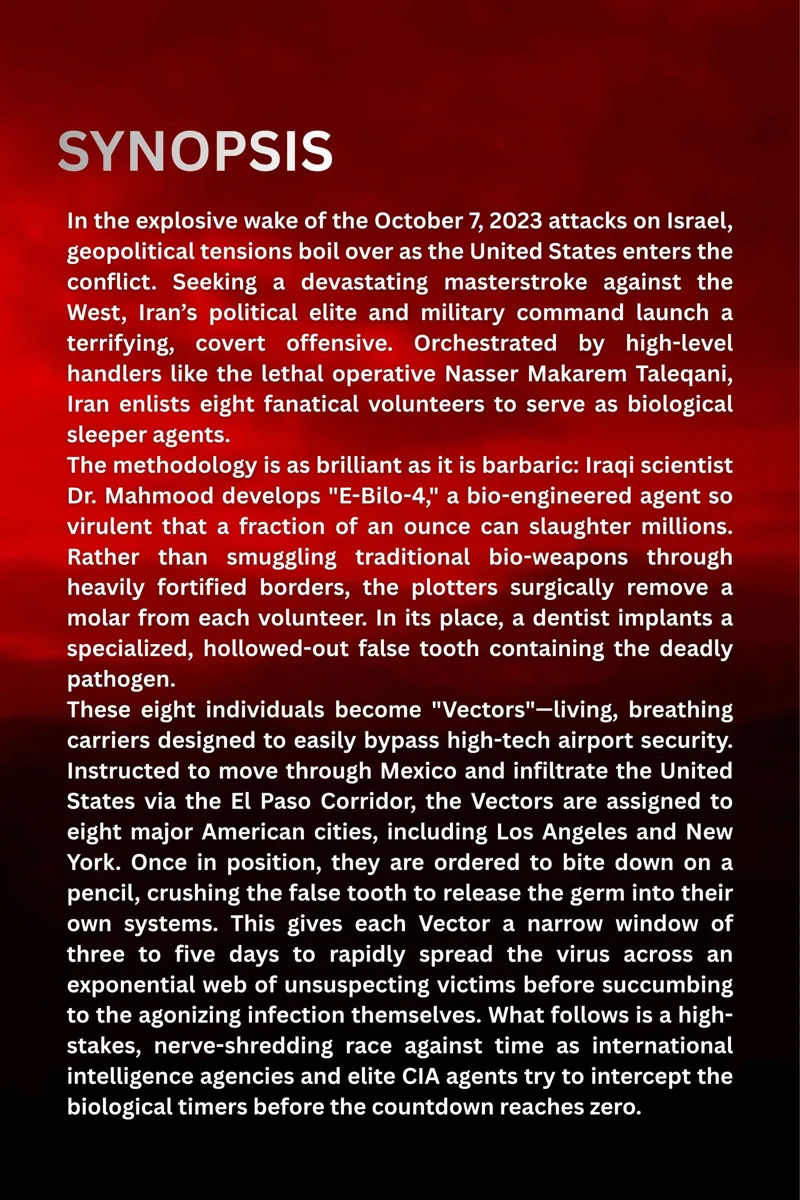 SYNOPSIS
In the explosive wake of the October 7, 2023 attacks on Israel,
geopolitical tensions boil over as the United States enters the
conflict. Seeking a devastating masterstroke against the
West, Iran’s political elite and military command launch a
terrifying, covert offensive. Orchestrated by high-level
handlers like the lethal operative Nasser Makarem Taleqani,
Iran enlists eight fanatical volunteers to serve as biological
sleeper agents.
The methodology is as brilliant as it is barbaric: Iraqi scientist
Dr. Mahmood develops "E-Bilo-4," a bio-engineered agent so
virulent that a fraction of an ounce can slaughter millions.
Rather than smuggling traditional bio-weapons through
heavily fortified borders, the plotters surgically remove a
molar from each volunteer. In its place, a dentist implants a
specialized, hollowed-out false tooth containing the deadly
pathogen.
These eight individuals become "Vectors"—living, breathing
carriers designed to easily bypass high-tech airport security.
Instructed to move through Mexico and infiltrate the United
States via the El Paso Corridor, the Vectors are assigned to
eight major American cities, including Los Angeles and New
York. Once in position, they are ordered to bite down on a
pencil, crushing the false tooth to release the germ into their
own systems. This gives each Vector a narrow window of
three to five days to rapidly spread the virus across an
exponential web of unsuspecting victims before succumbing
to the agonizing infection themselves. What follows is a high-
stakes, nerve-shredding race against time as international
intelligence agencies and elite CIA agents try to intercept the
biological timers before the countdown reaches zero.